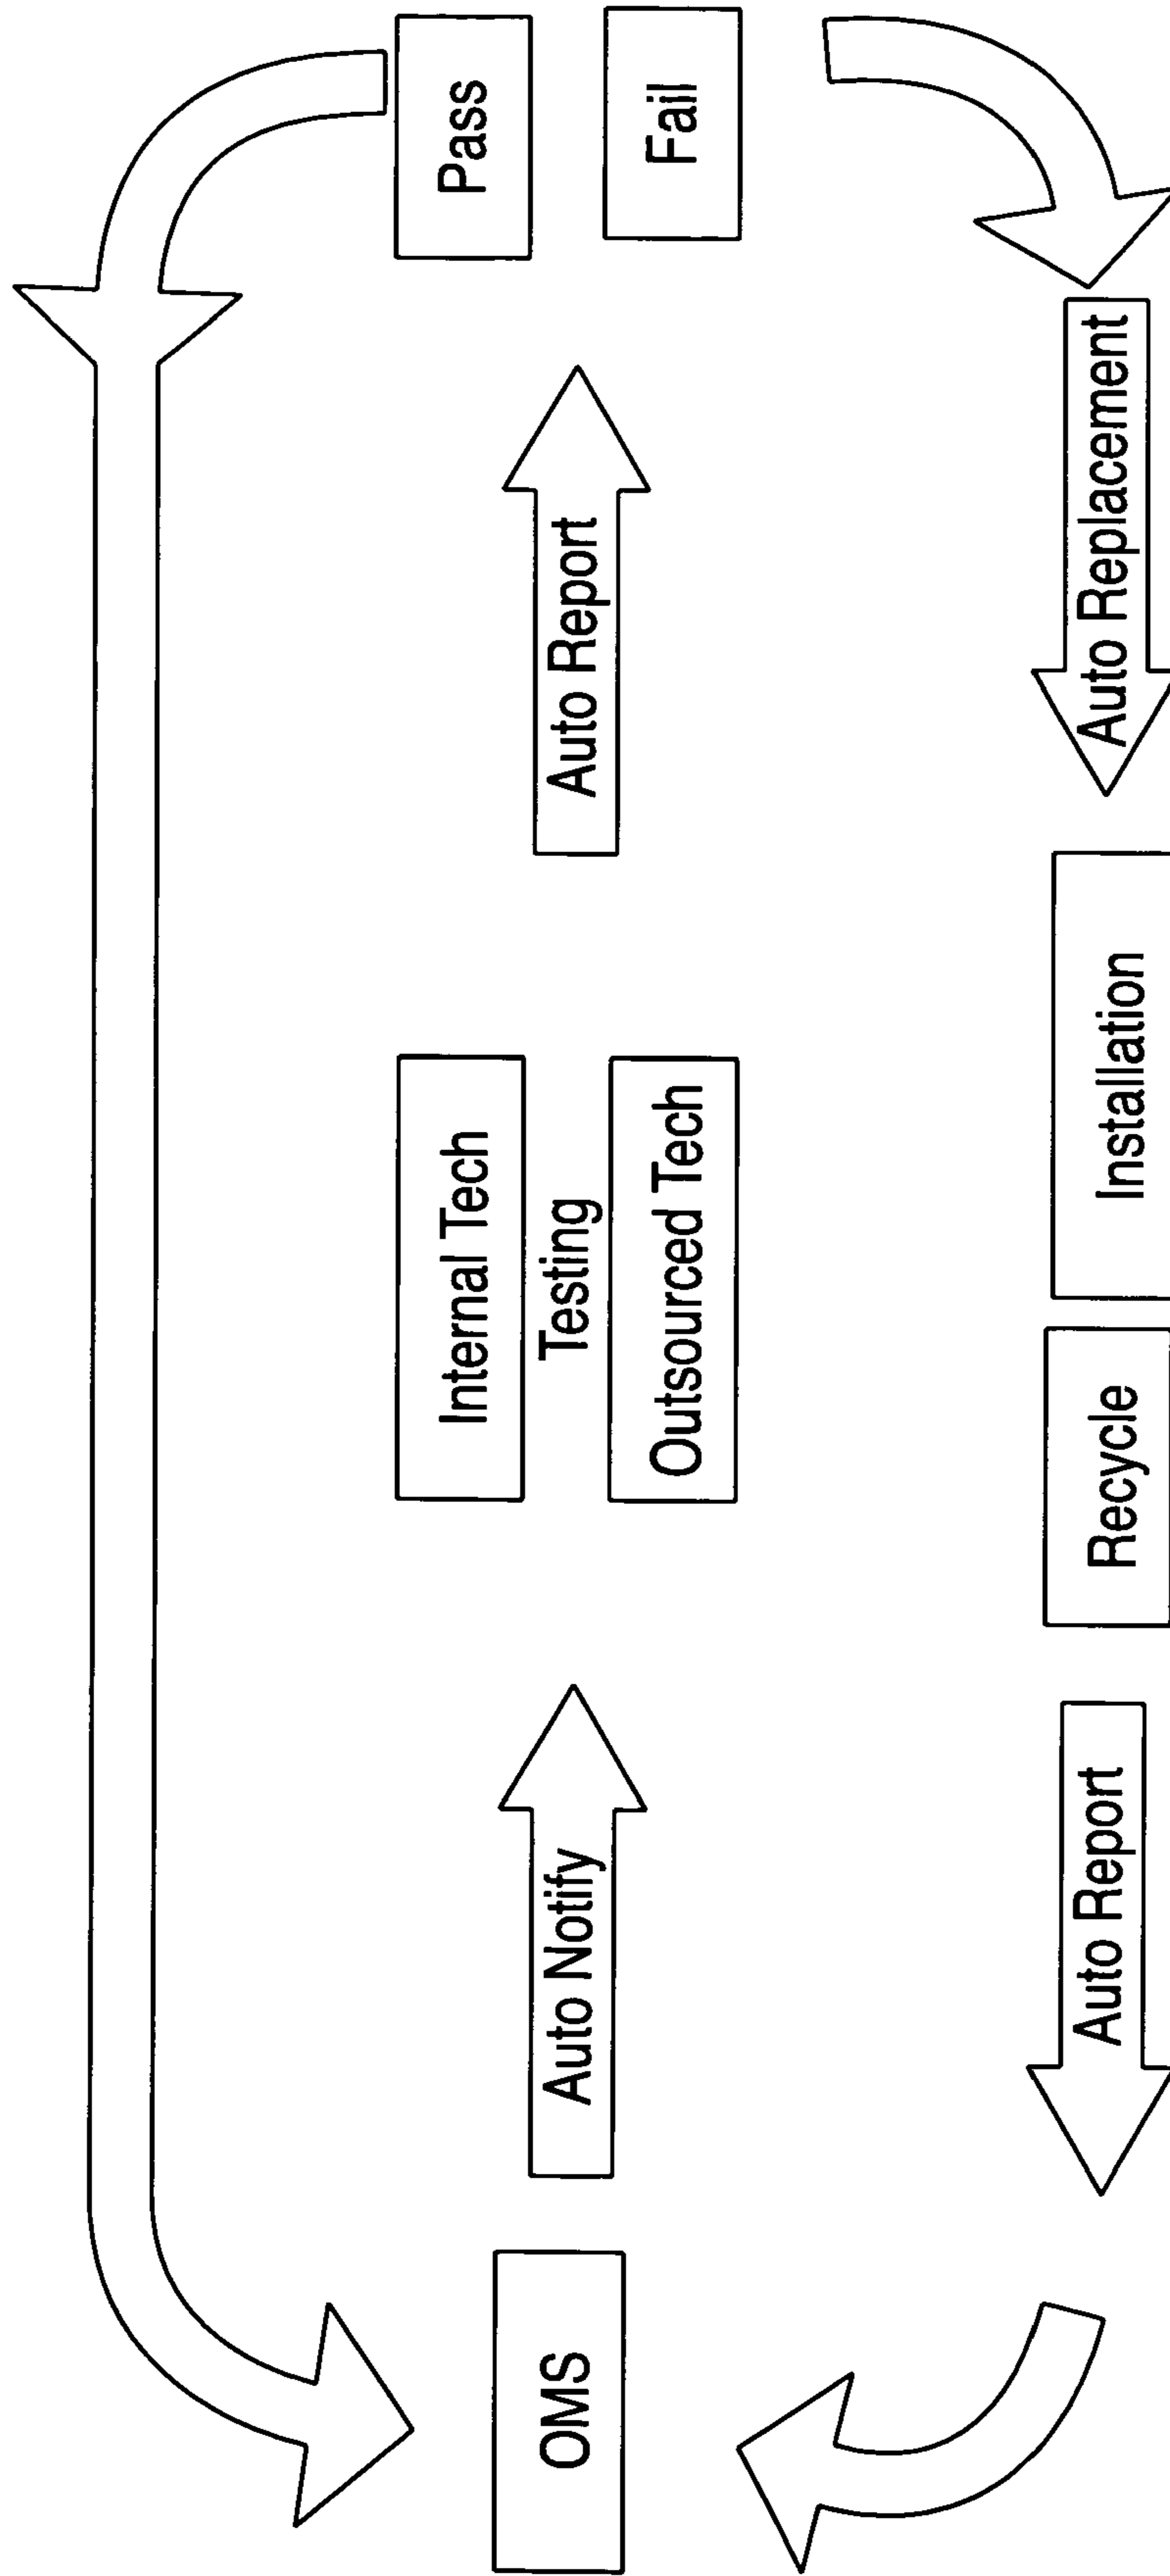 OMS
Auto Notify
Internal Tech
Testing
Outsourced Tech
Auto Report
Pass
Fail
Auto Replacement
Installation
Recycle
Auto Report